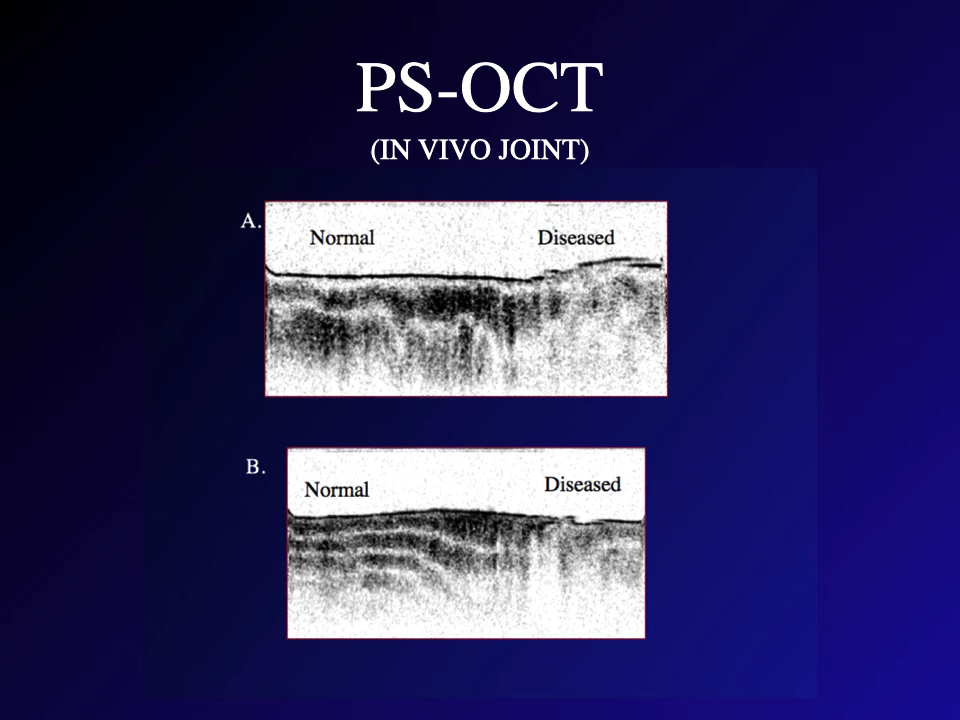 PS-OCT
(IN VIVO JOINT)
A.
Normal Diseased
B.
Normal Diseased